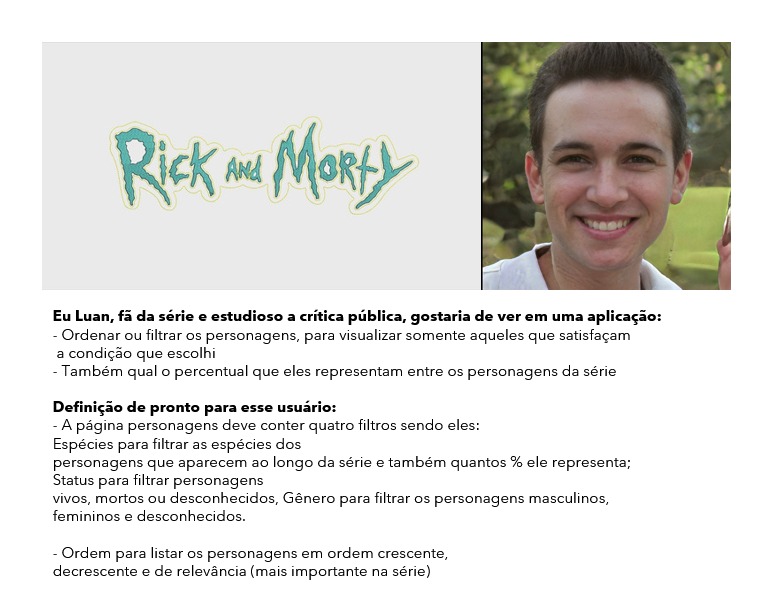 Rick and Morty
Eu Luan, fã da série e estudioso a crítica pública, gostaria de ver em uma aplicação:
- Ordenar ou filtrar os personagens, para visualizar somente aqueles que satisfaçam
a condição que escolhi
- Também qual o percentual que eles representam entre os personagens da série
Definição de pronto para esse usuário:
- A página personagens deve conter quatro filtros sendo eles:
Espécies para filtrar as espécies dos
personagens que aparecem ao longo da série e também quantos % ele representa;
Status para filtrar personagens
vivos, mortos ou desconhecidos, Gênero para filtrar os personagens masculinos,
femininos e desconhecidos.
- Ordem para listar os personagens em ordem crescente,
decrescente e de relevância (mais importante na série)